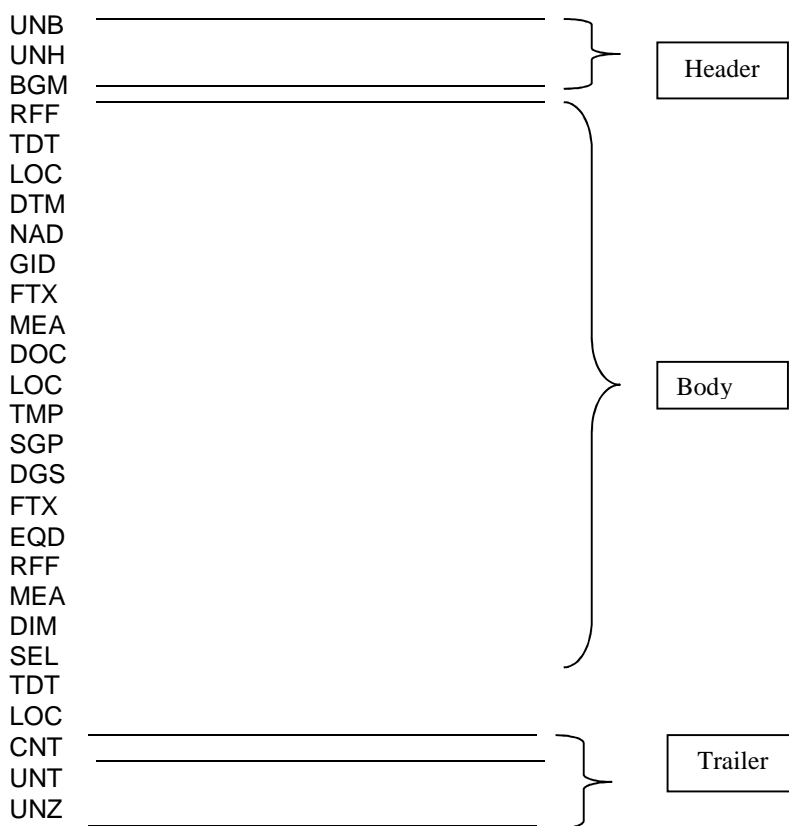 UNB
UNH
Header
BGM
RFF
TDT
LOC
DTM
NAD
GID
FTX
MEA
DOC
LOC
Body
TMP
SGP
DGS
FTX
EQD
RFF
MEA
DIM
SEL
TDT
LOC
CNT
Trailer
UNT
UNZ